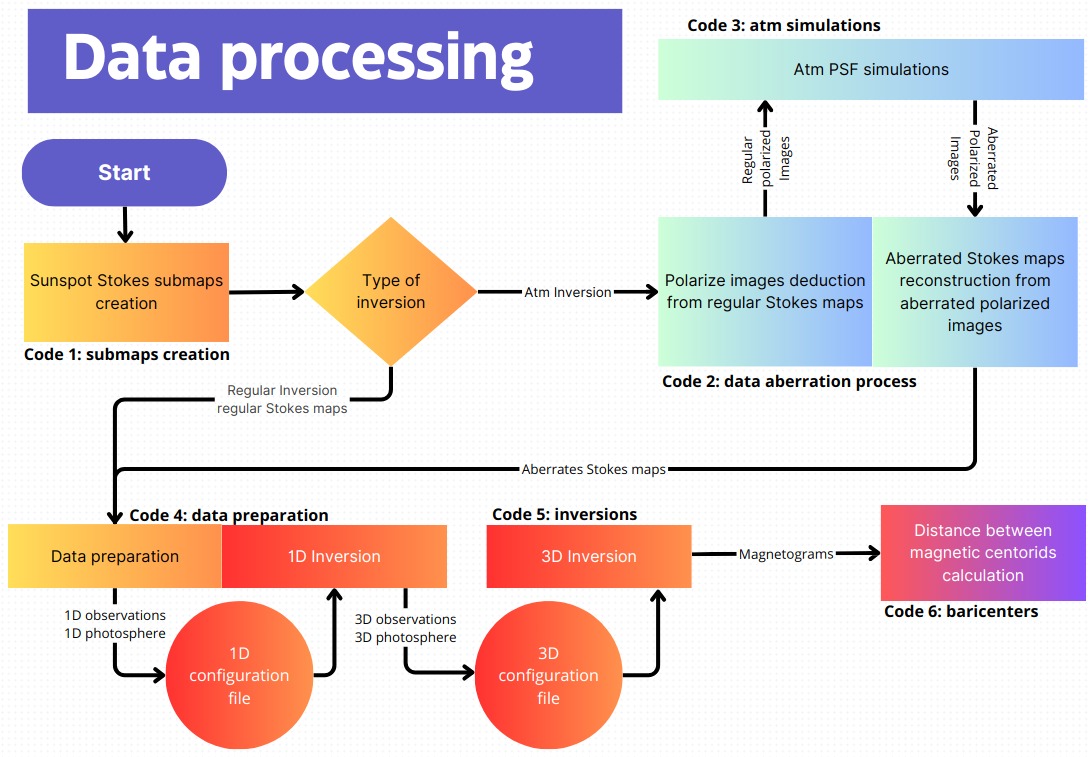 Data processing
Code 3: atm simulations
Atm PSF simulations
Start
Regular
polarized
Images
Aberrated
Polarized
Images
Sunspot Stokes submaps
creation
Code 1: submaps creation
Type of
inversion
Atm Inversion
Polarize images deduction
from regular Stokes maps
Aberrated Stokes maps
reconstruction from
aberrated polarized
images
Code 2: data aberration process
Regular Inversion
regular Stokes maps
Aberrates Stokes maps
Code 4: data preparation
Data preparation
1D Inversion
Code 5: inversions
3D Inversion
Magnetograms
Distance between
magnetic centorids
calculation
Code 6: baricenters
1D observations
1D photosphere
1D
configuration
file
3D observations
3D photosphere
3D
configuration
file